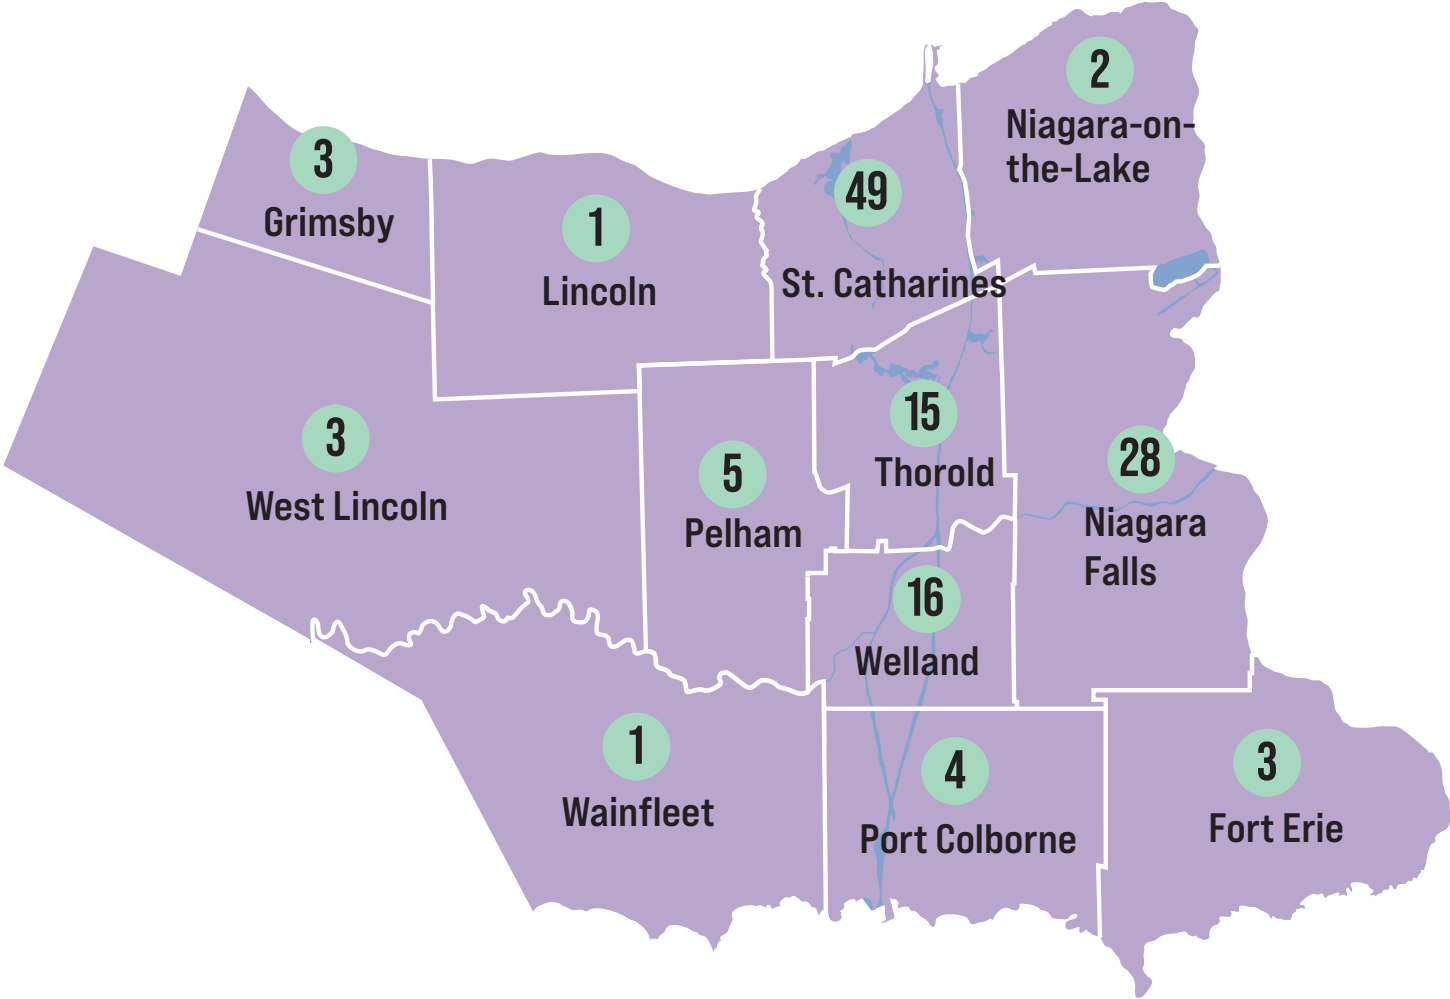 2
Niagara-on-
the-Lake
3
Grimsby
1
Lincoln
49
St. Catharines
3
West Lincoln
5
Pelham
15
Thorold
28
Niagara
Falls
16
Welland
1
Wainfleet
4
Port Colborne
3
Fort Erie